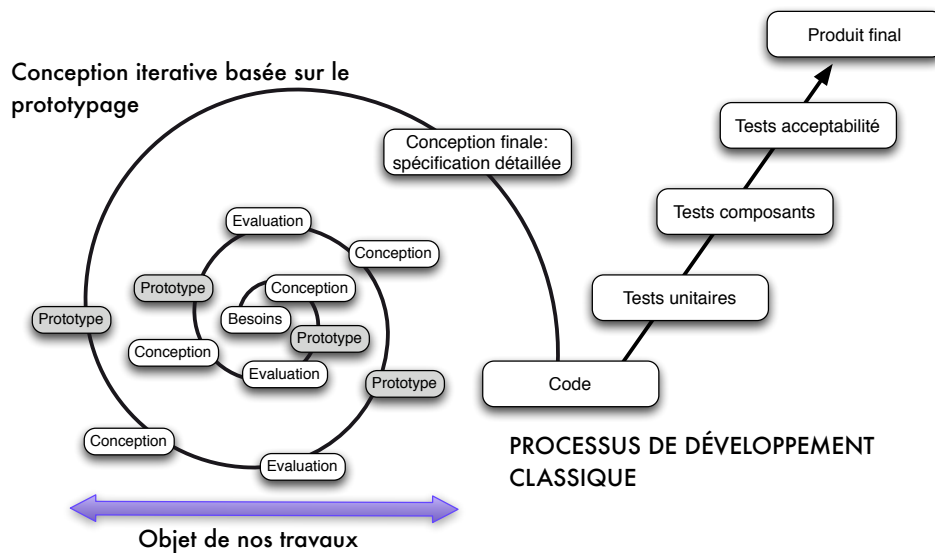 Produit final
Conception iterative basée sur le
prototypage
Tests acceptabilité
Conception finale:
spécification détaillée
Tests composants
Evaluation
Conception
Prototype
Conception
Tests unitaires
Prototype
Besoins
Prototype
Conception
Evaluation
Prototype
Code
Conception
Evaluation
PROCESSUS DE DÉVELOPPEMENT
CLASSIQUE
Objet de nos travaux